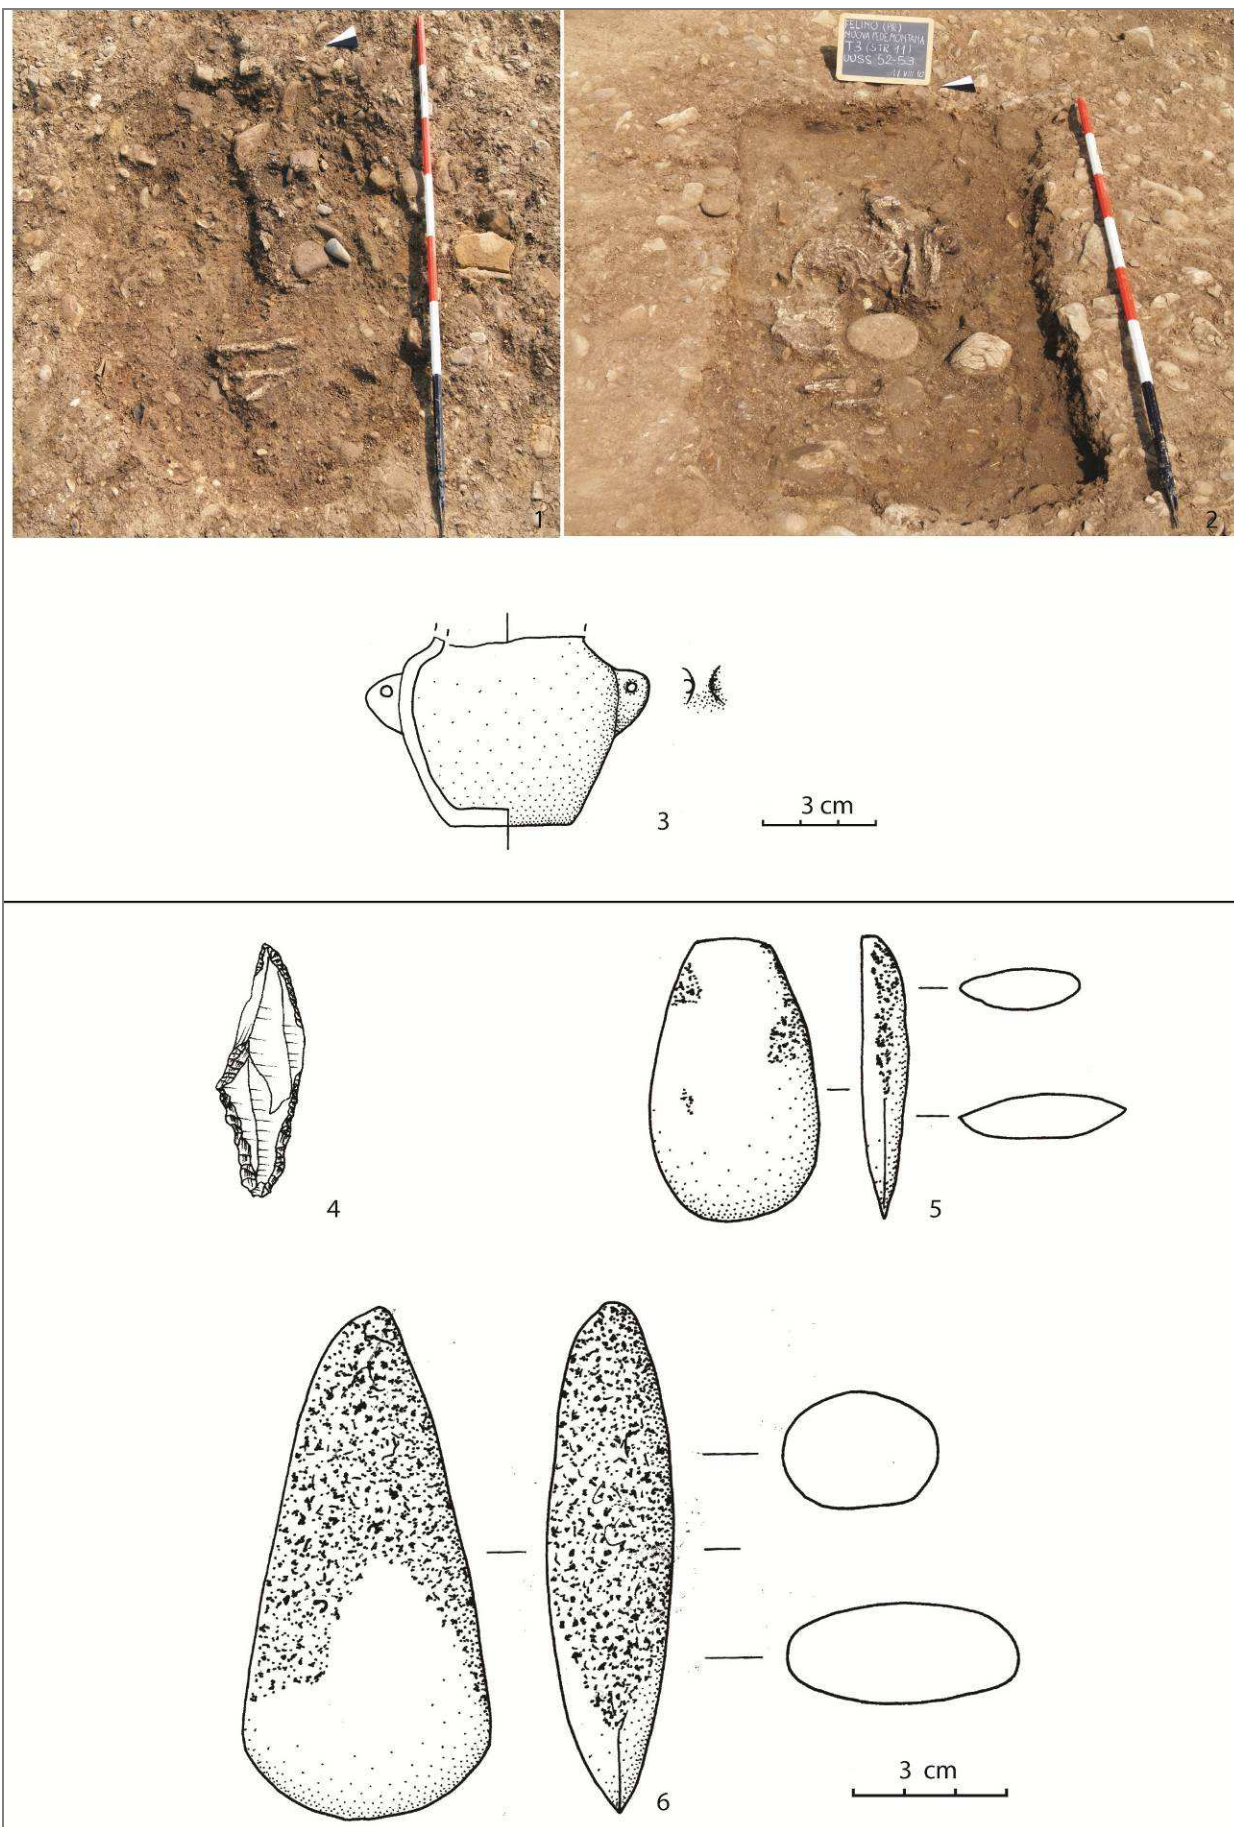 FELINO (PR)
NUOVA PEDEMONTANA
T3 (STR 11)
UUSS 52-53
1
2
3
3 cm
4
5
6
3 cm